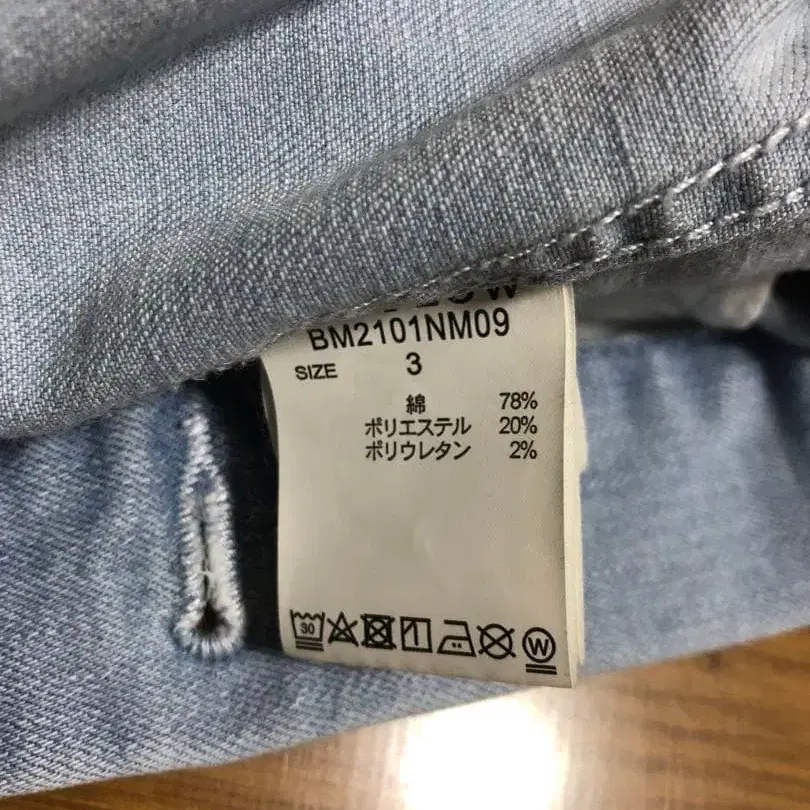 BM2101NM09
SIZE 3
綿 78%
ポリエステル 20%
ポリウレタン 2%
30
W